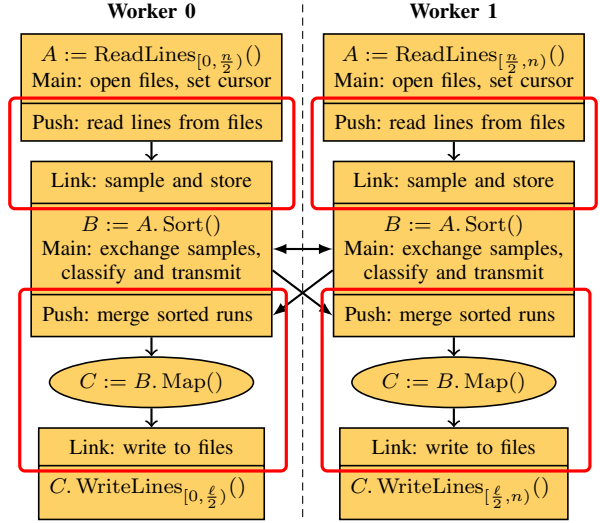 Worker 0
A := ReadLines[0, n/2)()
Main: open files, set cursor
Push: read lines from files
Link: sample and store
B := A. Sort()
Main: exchange samples,
classify and transmit
Push: merge sorted runs
C := B. Map()
Link: write to files
C. WriteLines[0, ℓ/2)()
Worker 1
A := ReadLines[n/2, n)()
Main: open files, set cursor
Push: read lines from files
Link: sample and store
B := A. Sort()
Main: exchange samples,
classify and transmit
Push: merge sorted runs
C := B. Map()
Link: write to files
C. WriteLines[ℓ/2, n)()